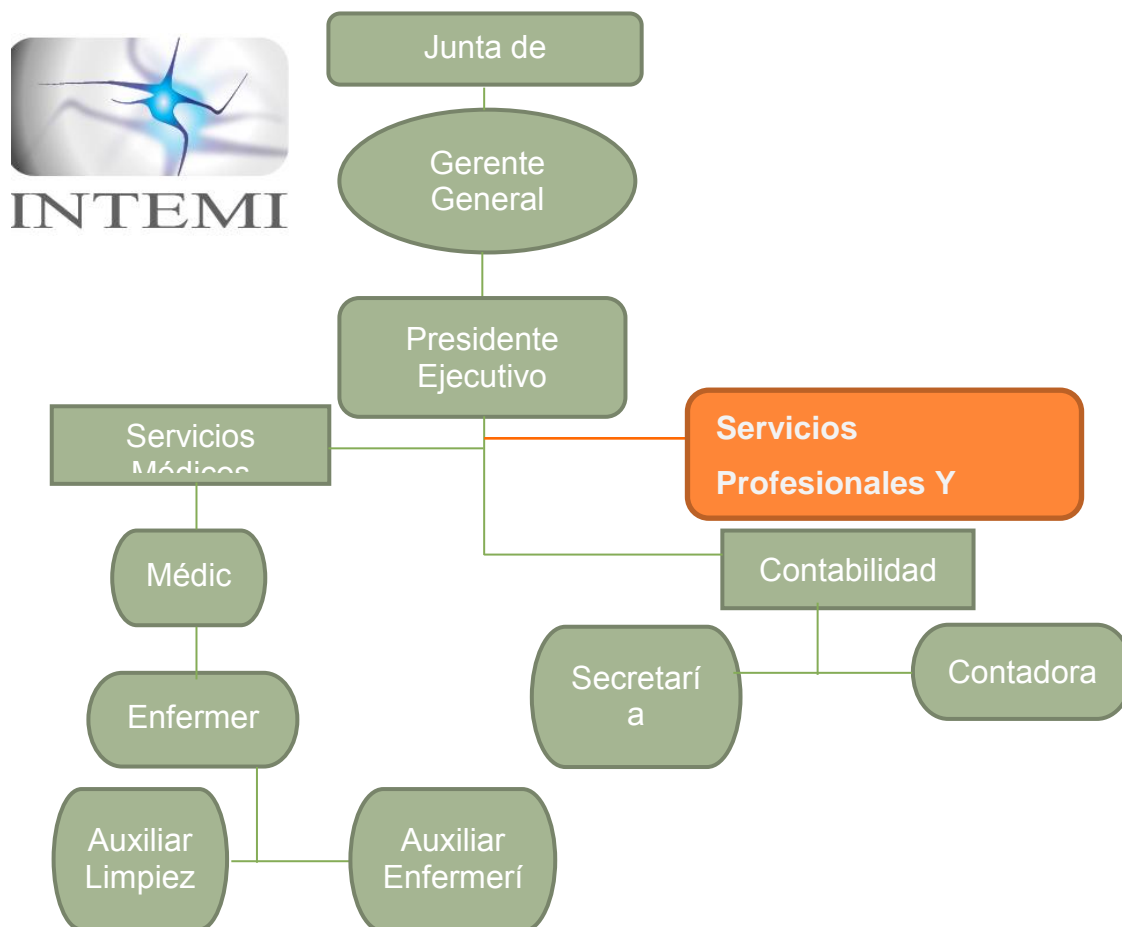 INTEMI
Junta de
Gerente
General
Presidente
Ejecutivo
Servicios
Médicos
Servicios
Profesionales Y
Médic
Contabilidad
Enfermer
Secretarí
a
Contadora
Auxiliar
Limpiez
Auxiliar
Enfermerí